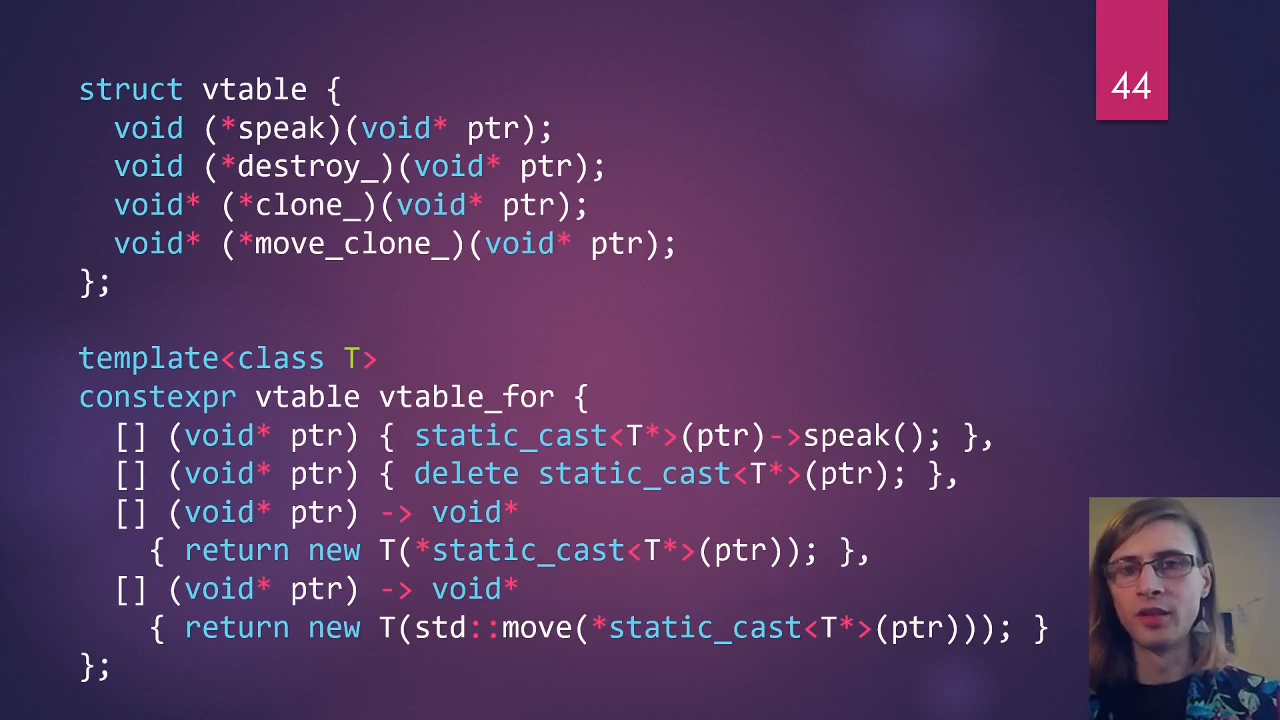 44
struct vtable {
  void (*speak)(void* ptr);
  void (*destroy_)(void* ptr);
  void* (*clone_)(void* ptr);
  void* (*move_clone_)(void* ptr);
};
template<class T>
constexpr vtable vtable_for {
  [] (void* ptr) { static_cast<T*>(ptr)->speak(); },
  [] (void* ptr) { delete static_cast<T*>(ptr); },
  [] (void* ptr) -> void*
    { return new T(*static_cast<T*>(ptr)); },
  [] (void* ptr) -> void*
    { return new T(std::move(*static_cast<T*>(ptr))); }
};